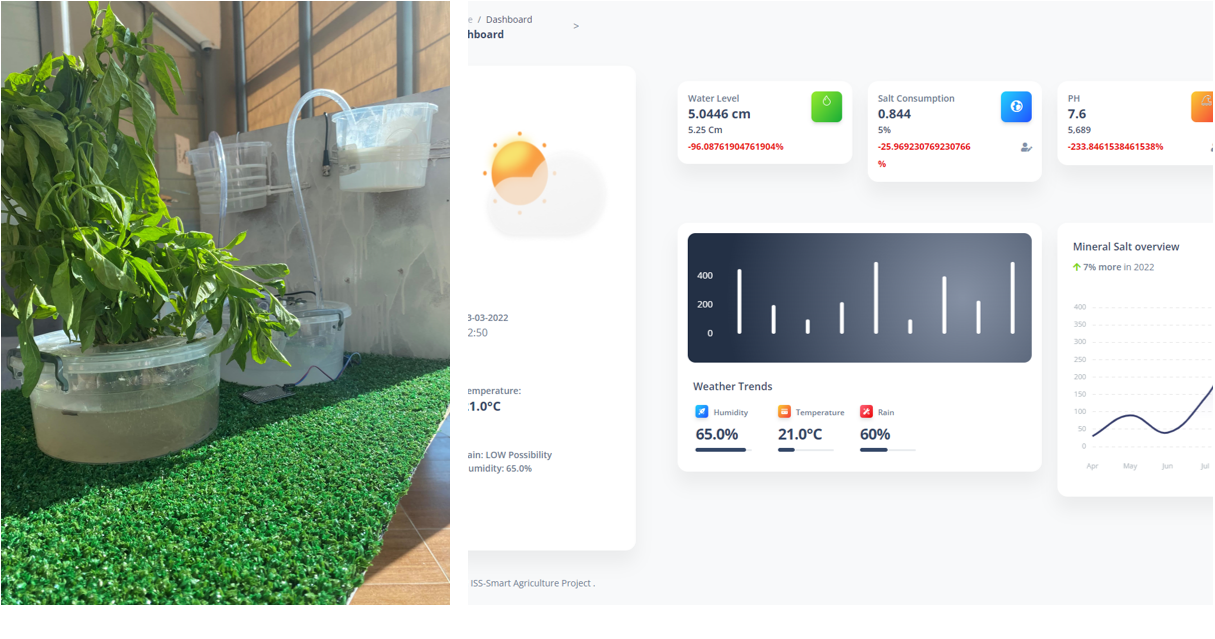 e / Dashboard
hboard
>
3-03-2022
2:50
emperature:
21.0°C
ain: LOW Possibility
umidity: 65.0%
ISS-Smart Agriculture Project .
Water Level
5.0446 cm
5.25 Cm
-96.08761904761904%
Salt Consumption
0.844
5%
-25.969230769230766
%
PH
7.6
5,689
-233.8461538461538%
400
200
0
Weather Trends
Humidity
Temperature
Rain
65.0%
21.0°C
60%
Mineral Salt overview
7% more in 2022
400
350
300
250
200
150
100
50
0
Apr
May
Jun
Jul